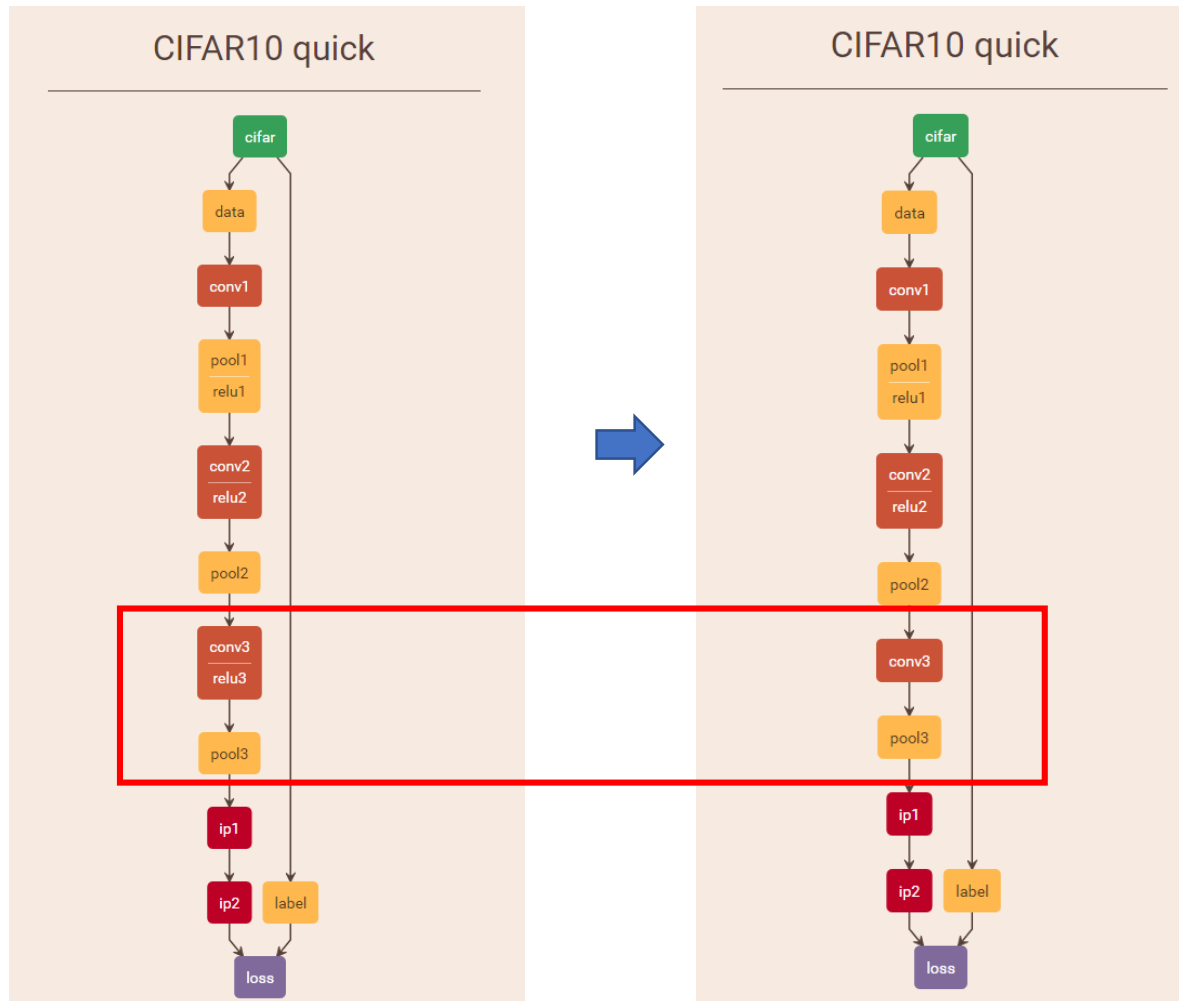 CIFAR10 quick
cifar
data
conv1
pool1
relu1
conv2
relu2
pool2
conv3
relu3
pool3
ip1
ip2
label
loss
CIFAR10 quick
cifar
data
conv1
pool1
relu1
conv2
relu2
pool2
conv3
pool3
ip1
ip2
label
loss